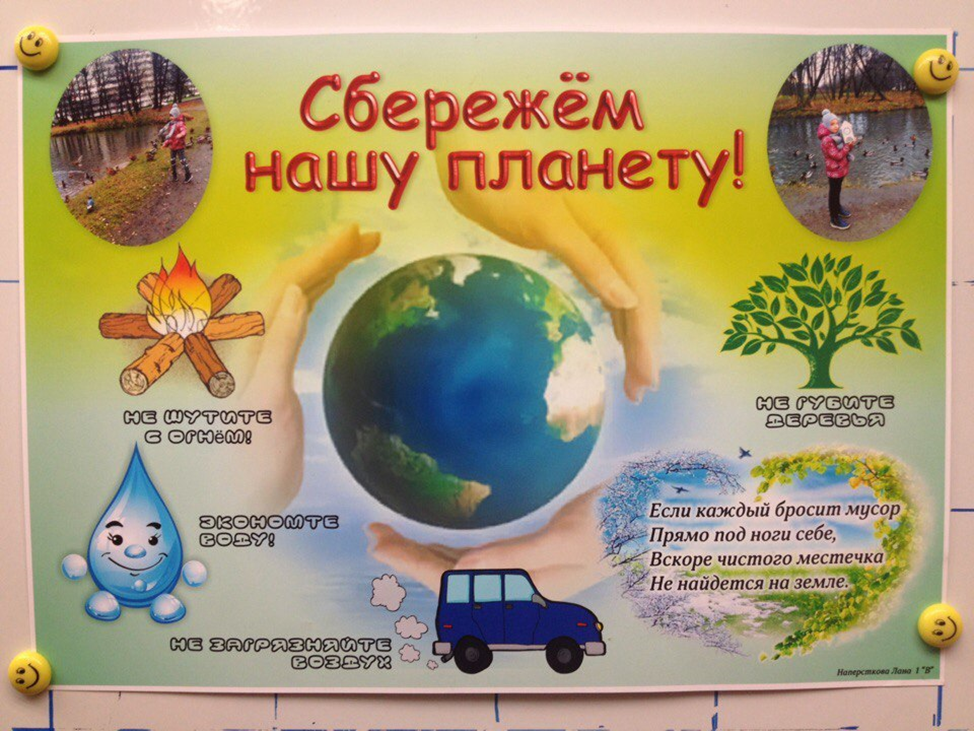 Сбережём
нашу планету!
НЕ ШУТИТЕ
С ОГНЁМ!
НЕ ГУБИТЕ
ДЕРЕВЬЯ
ЭКОНОМТЕ
ВОДУ!
Если каждый бросит мусор
Прямо под ноги себе,
Вскоре чистого местечка
Не найдется на земле.
НЕ ЗАГРЯЗНЯЙТЕ
ВОЗДУХ
Наперсткова Лана 1 "В"